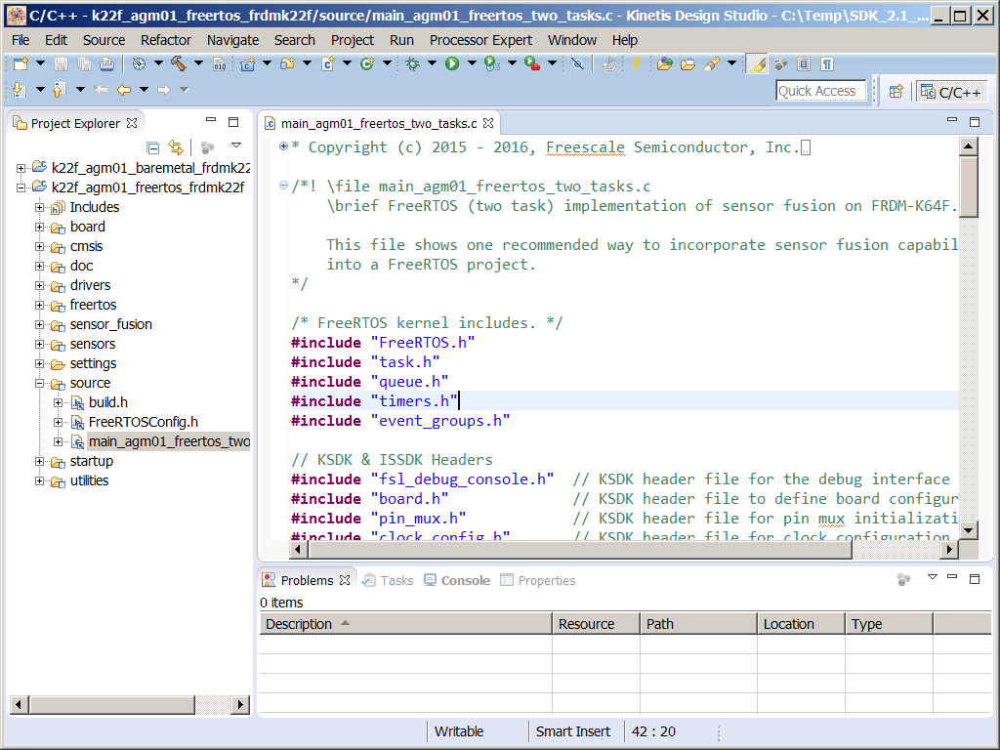 C/C++ - k22f_agm01_freertos_frdmk22f/source/main_agm01_freertos_two_tasks.c - Kinetis Design Studio - C:\Temp\SDK_2.1_...
File Edit Source Refactor Navigate Search Project Run Processor Expert Window Help
Quick Access
C/C++
Project Explorer
k22f_agm01_baremetal_frdmk22
k22f_agm01_freertos_frdmk22f
Includes
board
cmsis
doc
drivers
freertos
sensor_fusion
sensors
settings
source
build.h
FreeRTOSConfig.h
main_agm01_freertos_two
startup
utilities
main_agm01_freertos_two_tasks.c
* Copyright (c) 2015 - 2016, Freescale Semiconductor, Inc.
/*! \file main_agm01_freertos_two_tasks.c
\brief FreeRTOS (two task) implementation of sensor fusion on FRDM-K64F.
This file shows one recommended way to incorporate sensor fusion capabil
into a FreeRTOS project.
*/
/* FreeRTOS kernel includes. */
#include "FreeRTOS.h"
#include "task.h"
#include "queue.h"
#include "timers.h"
#include "event_groups.h"
// KSDK & ISSDK Headers
#include "fsl_debug_console.h" // KSDK header file for the debug interface
#include "board.h" // KSDK header file to define board configur
#include "pin_mux.h" // KSDK header file for pin mux initializati
#include "clock_config.h" // KSDK header file for clock configuration
Problems Tasks Console Properties
0 items
Description Resource Path Location Type
Writable Smart Insert 42 : 20